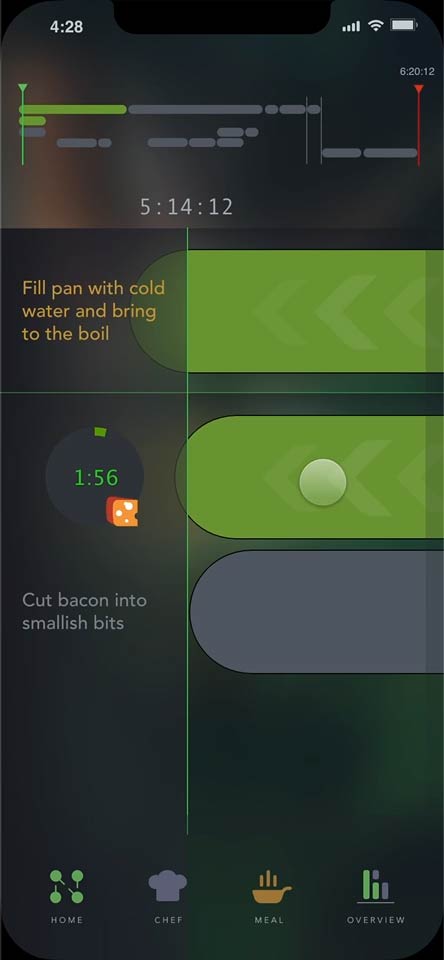 4:28
6:20:12
5:14:12
Fill pan with cold
water and bring
to the boil
1:56
Cut bacon into
smallish bits
HOME CHEF MEAL OVERVIEW